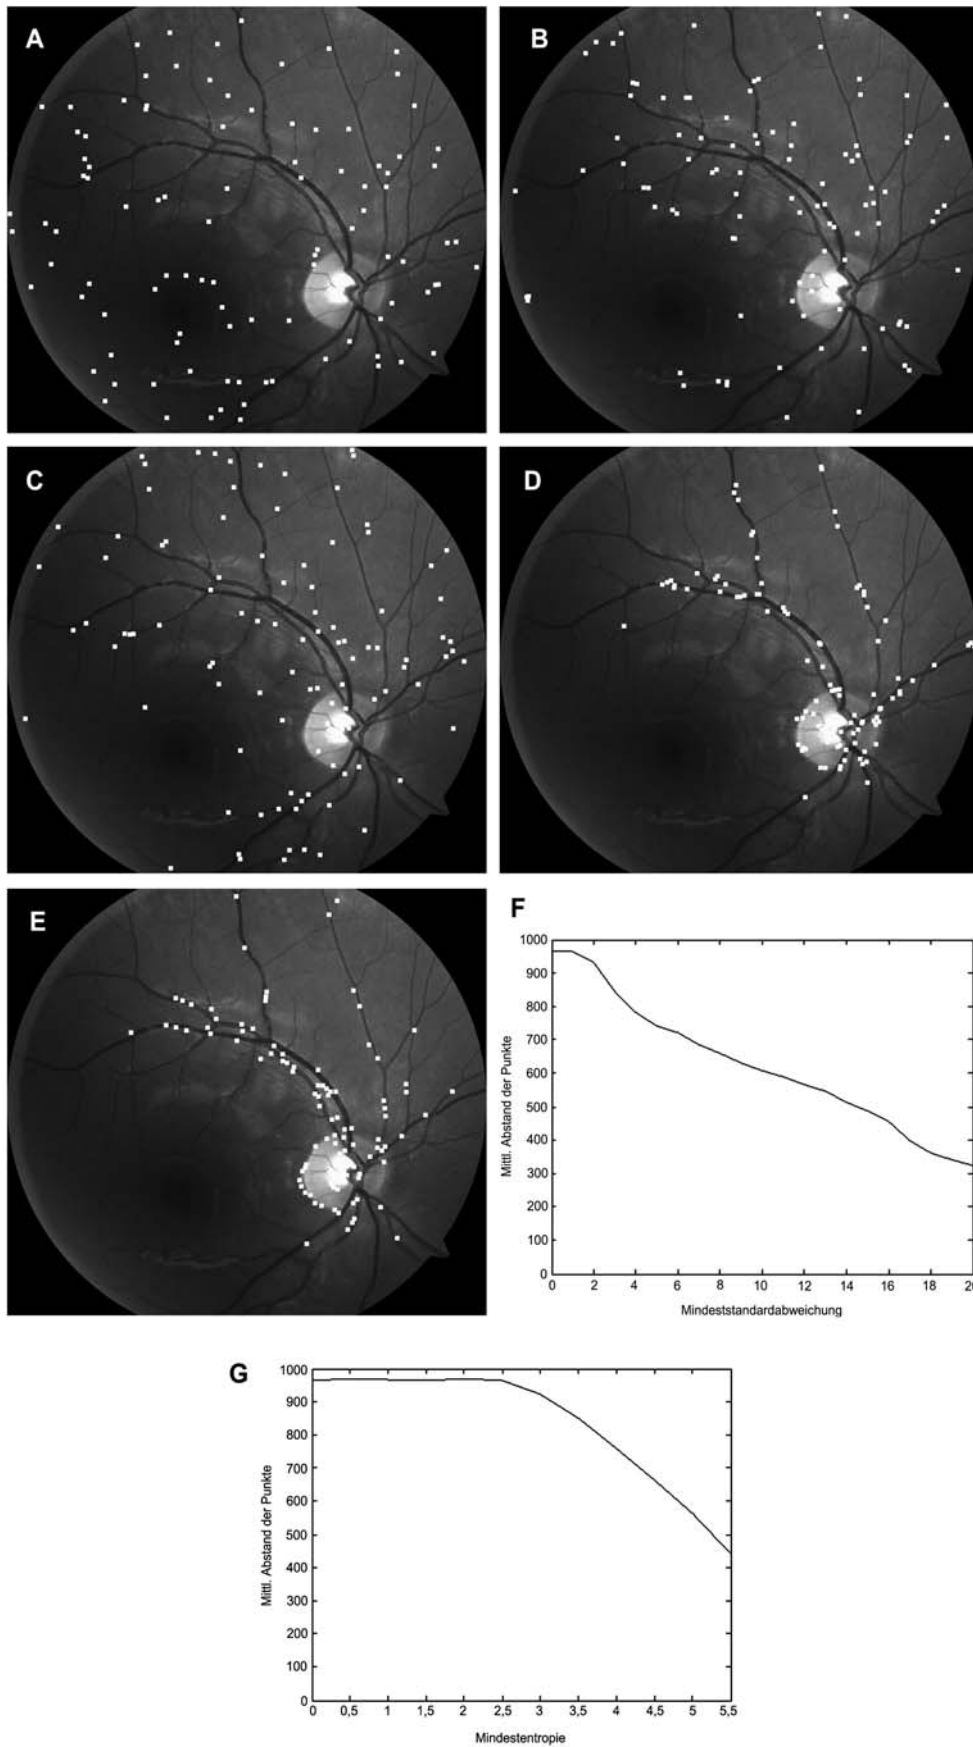 A
B
C
D
E
F
1000
900
800
700
600
500
400
300
200
100
0
Mittl. Abstand der Punkte
0 2 4 6 8 10 12 14 16 18 20
Mindeststandardabweichung
G
1000
900
800
700
600
500
400
300
200
100
0
Mittl. Abstand der Punkte
0 0,5 1 1,5 2 2,5 3 3,5 4 4,5 5 5,5
Mindestentropie